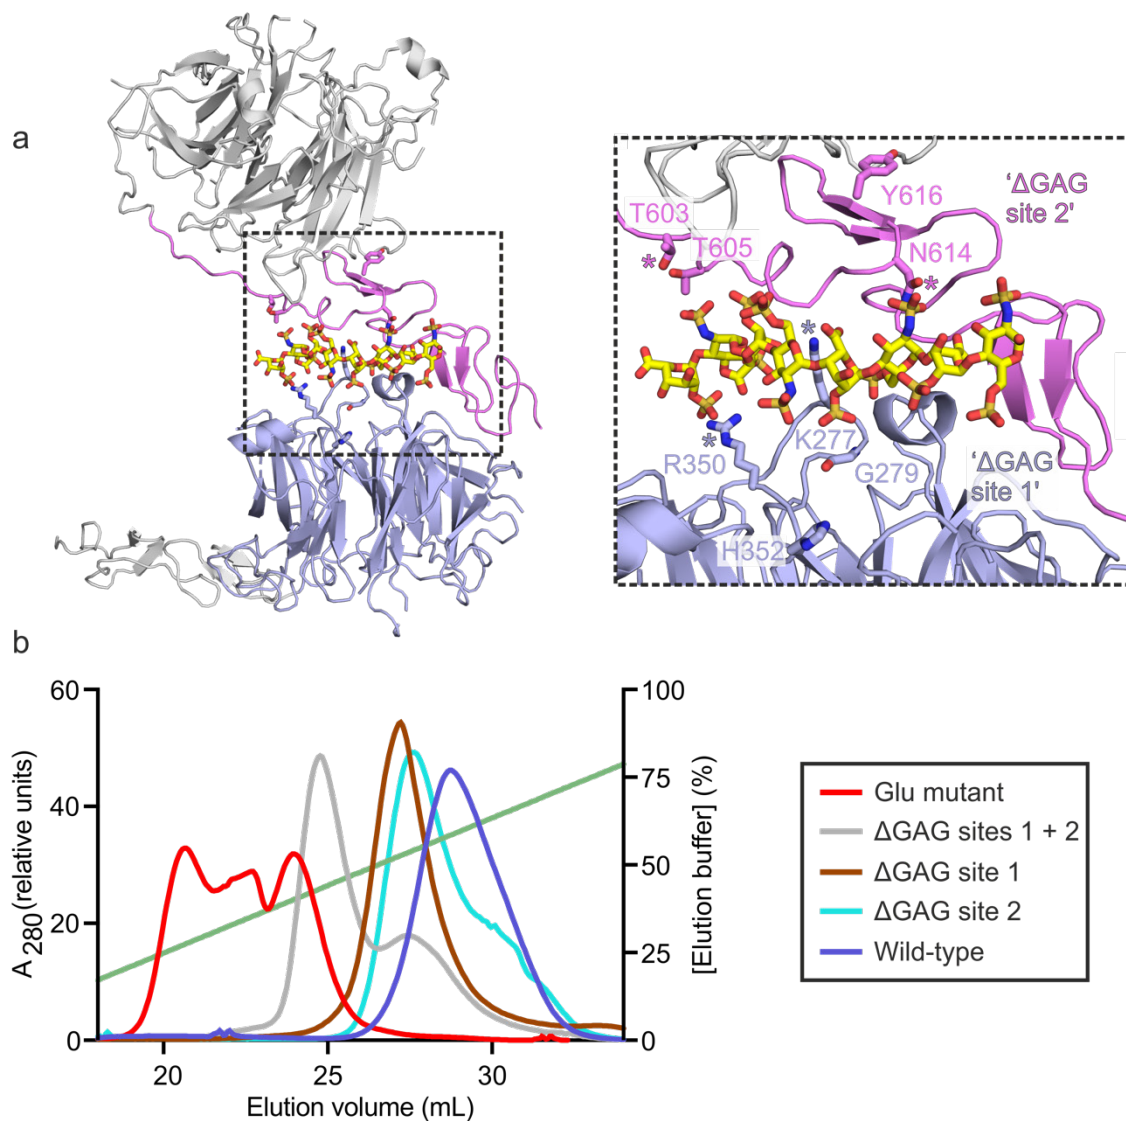 a
T603
*
T605
Y616
N614
*
'ΔGAG
site 2'
*
*
R350
K277
G279
H352
'ΔGAG
site 1'
b
60
40
20
0
A280 (relative units)
100
75
50
25
0
[Elution buffer] (%)
20
25
30
Elution volume (mL)
Glu mutant
ΔGAG sites 1 + 2
ΔGAG site 1
ΔGAG site 2
Wild-type